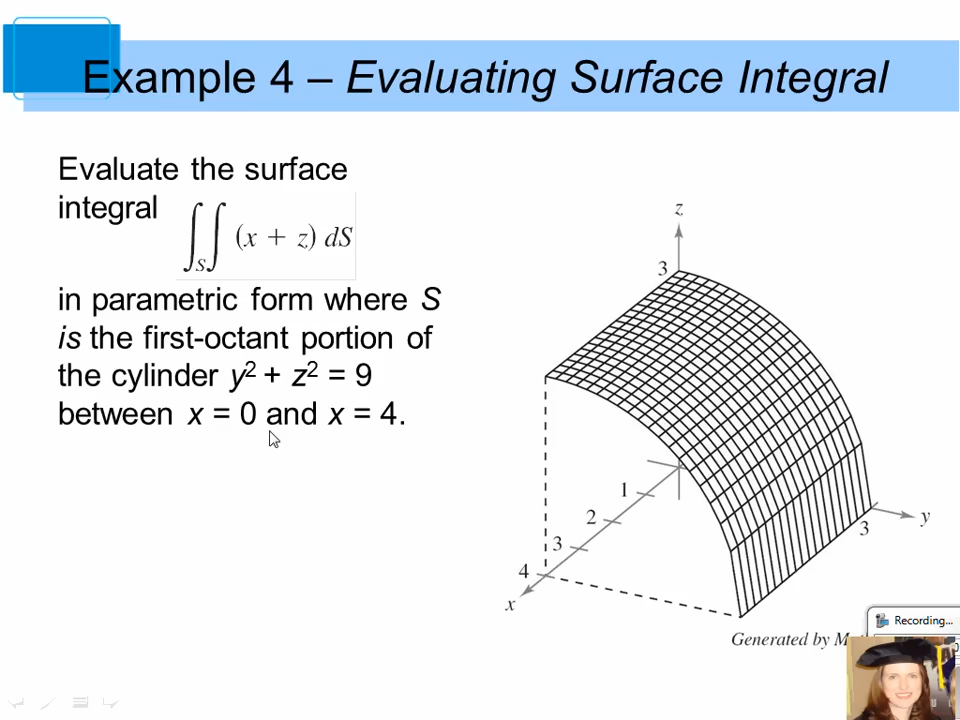 Example 4 – Evaluating Surface Integral
Evaluate the surface
integral
∫∫S (x + z) dS
in parametric form where S
is the first-octant portion of
the cylinder y² + z² = 9
between x = 0 and x = 4.
z
3
1
2
3
4
x
3
y
Generated by
Recording...